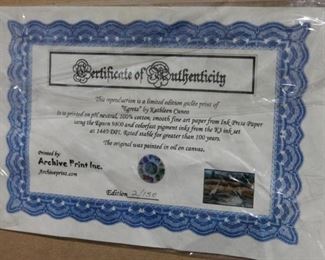 Certificate of Authenticity
This reproduction is a limited edition giclée print of
"Egrets" by Kathleen Cuneo
It is printed on pH neutral, 100% cotton, smooth fine art paper from Ink Press Paper
using the Epson 9800 and colorfast pigment inks from the K3 ink set
at 1440 DPI. Rated stable for greater than 100 years.
The original was painted in oil on canvas.
Printed by:
Archive Print Inc.
Archiveprint.com
Edition 2/150